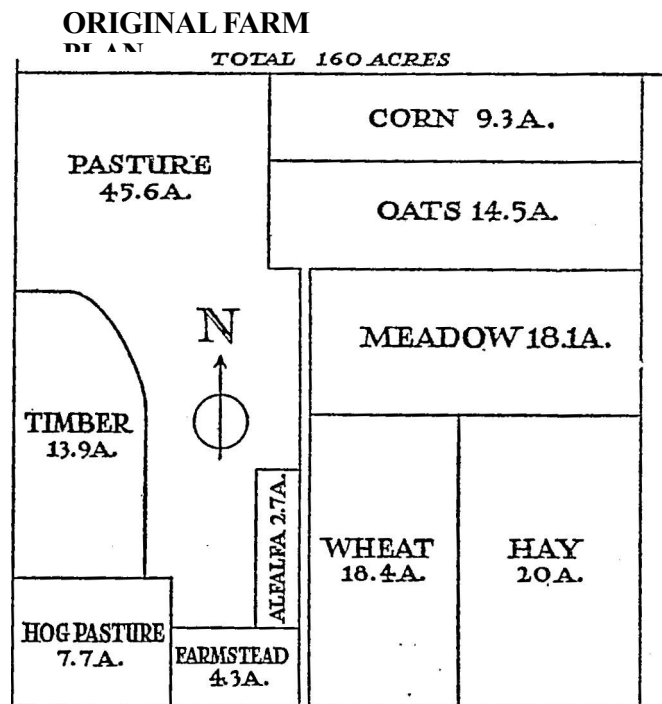 ORIGINAL FARM
PLAN
TOTAL 160 ACRES
CORN 9.3A.
PASTURE
45.6A.
OATS 14.5A.
N
MEADOW 18.1A.
TIMBER
13.9A.
ALFALFA 2.7A.
WHEAT
18.4A.
HAY
20A.
HOG PASTURE
7.7A.
FARMSTEAD
4.3A.